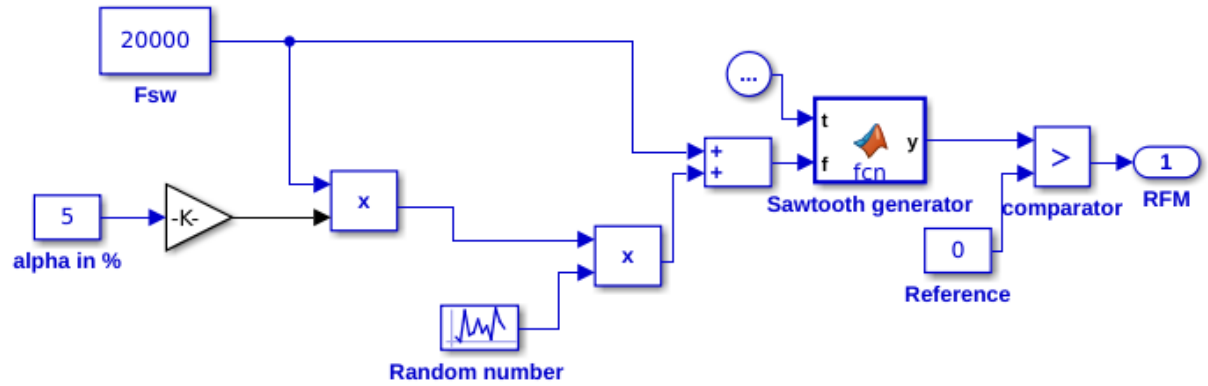 20000
Fsw
5
alpha in %
-K-
x
x
Random number
+
+
...
t
f
y
fcn
Sawtooth generator
>
comparator
0
Reference
1
RFM